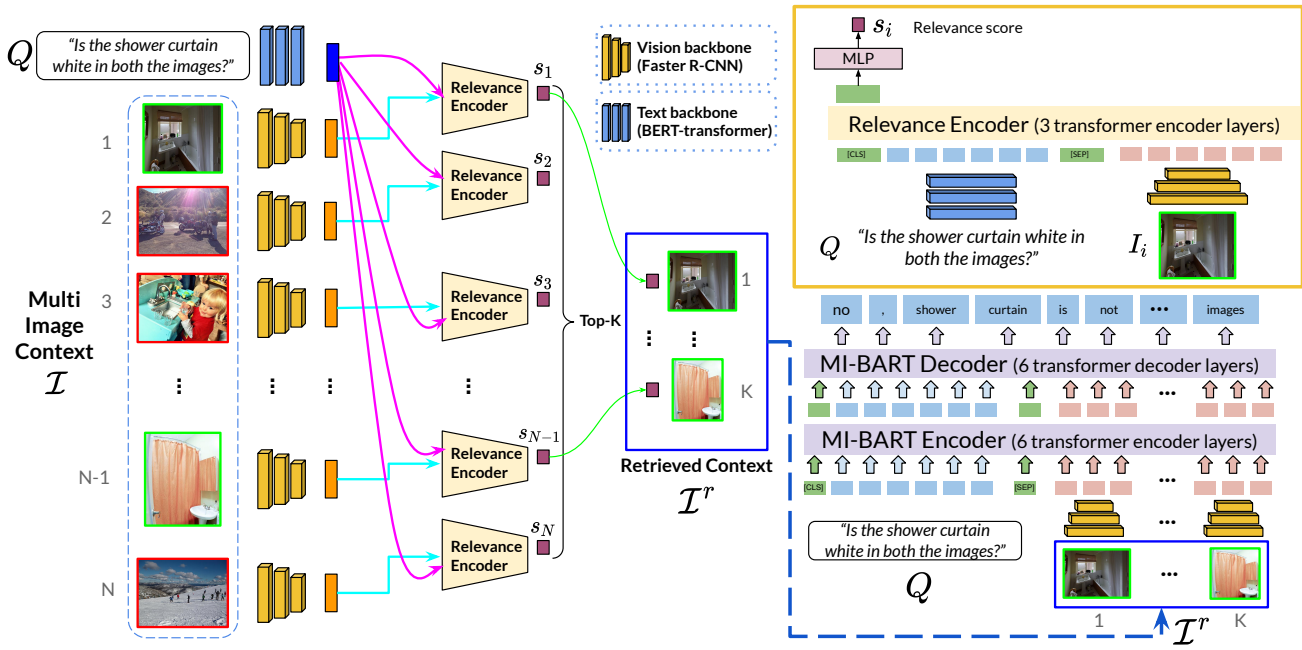 Q
“Is the shower curtain
white in both the images?”
1
2
3
Multi
Image
Context
I
N-1
N
Relevance
Encoder
s1
Relevance
Encoder
s2
Relevance
Encoder
s3
Relevance
Encoder
sN−1
Relevance
Encoder
sN
Top-K
Vision backbone
(Faster R-CNN)
Text backbone
(BERT-transformer)
1
K
Retrieved Context
I^r
si Relevance score
MLP
Relevance Encoder (3 transformer encoder layers)
[CLS] [SEP]
Q “Is the shower curtain white in
both the images?”
Ii
no , shower curtain is not ••• images
MI-BART Decoder (6 transformer decoder layers)
...
MI-BART Encoder (6 transformer encoder layers)
[CLS] [SEP] ...
“Is the shower curtain
white in both the images?”
Q
...
...
1 K
I^r